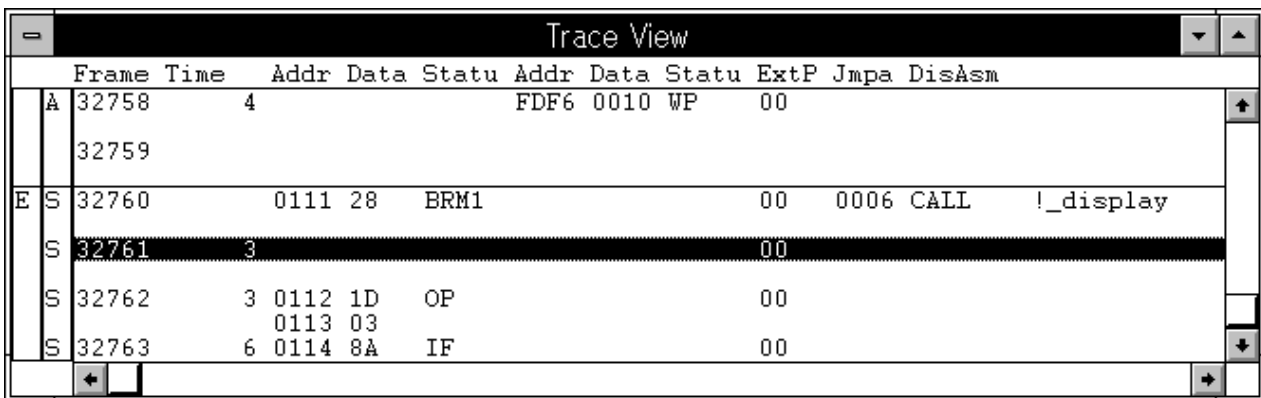 Trace View
Frame Time Addr Data Statu Addr Data Statu ExtP Jmpa DisAsm
A 32758 4 FDF6 0010 WP 00
32759
E S 32760 0111 28 BRM1 00 0006 CALL !_display
S 32761 3 00
S 32762 3 0112 1D OP 00
0113 03
S 32763 6 0114 8A IF 00